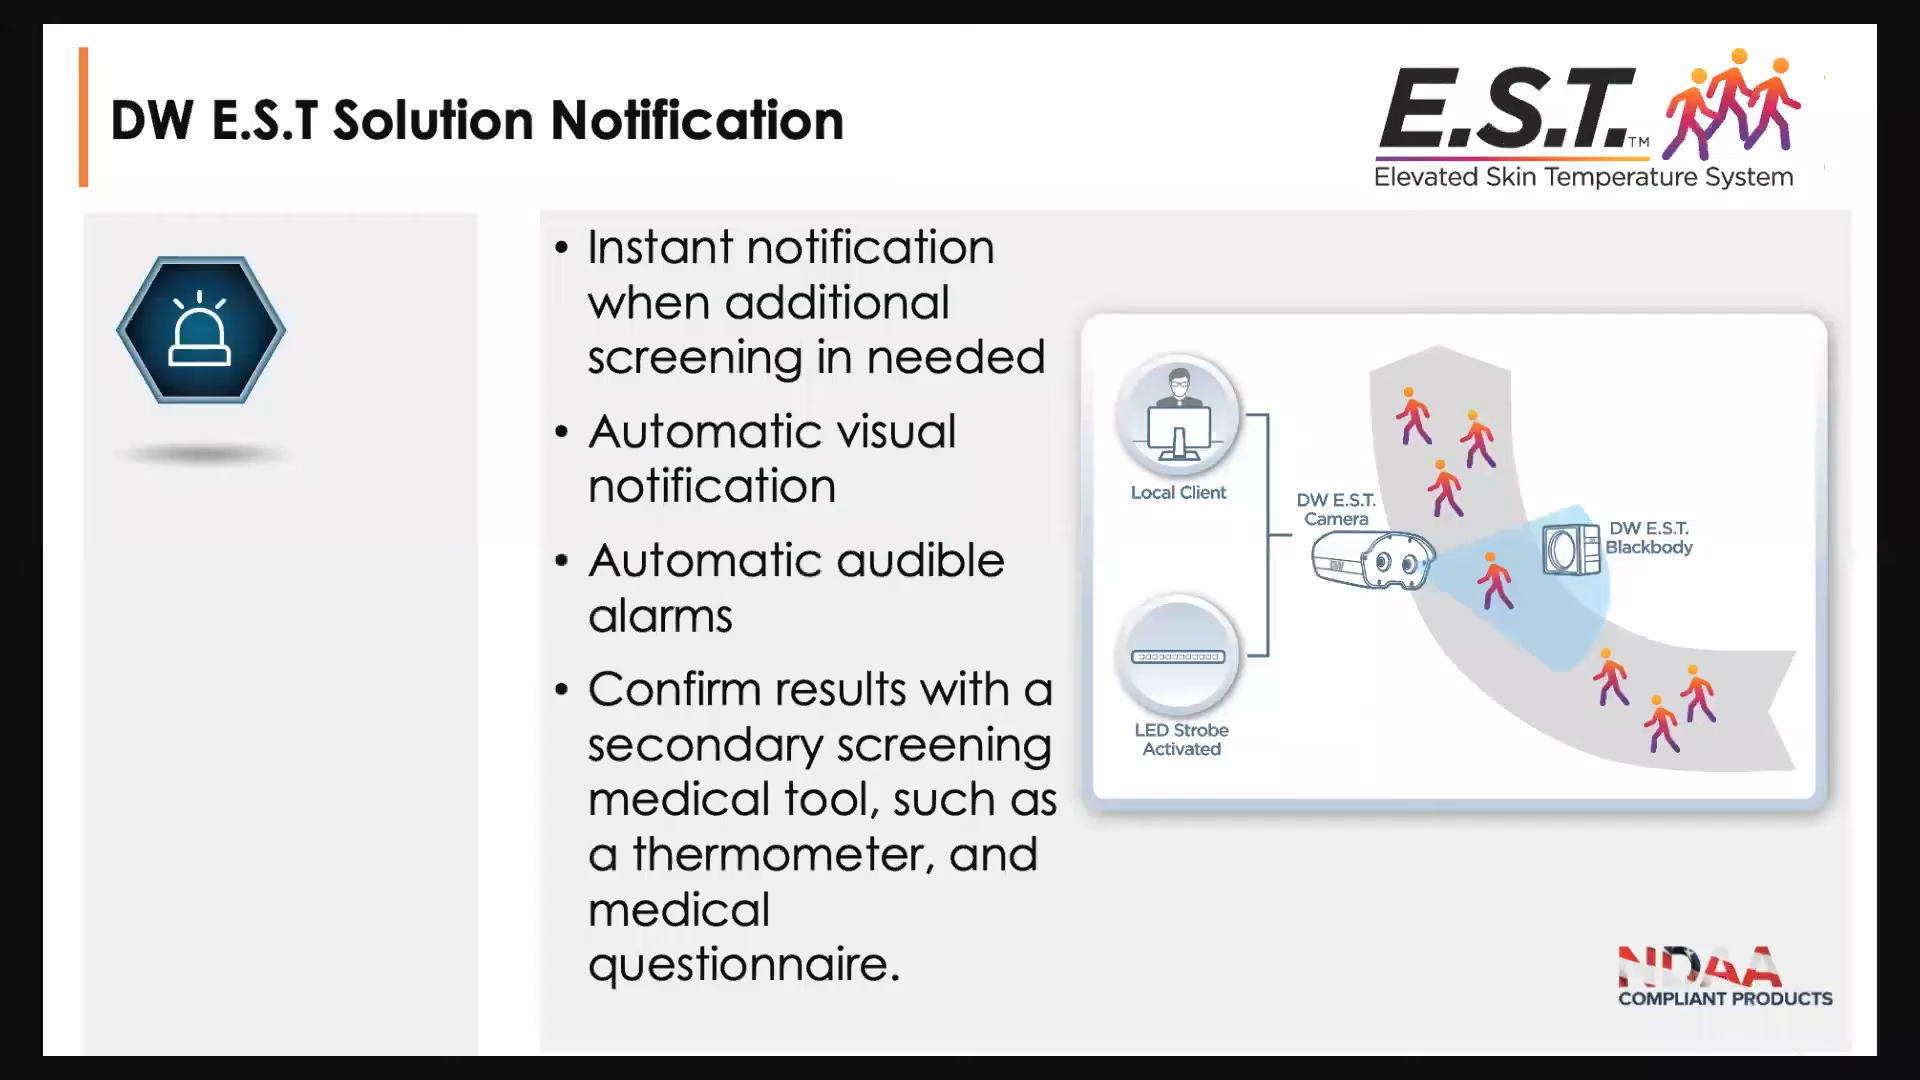 DW E.S.T Solution Notification
E.S.T.™
Elevated Skin Temperature System
• Instant notification
when additional
screening in needed
• Automatic visual
notification
• Automatic audible
alarms
• Confirm results with a
secondary screening
medical tool, such as
a thermometer, and
medical
questionnaire.
Local Client
DW E.S.T.
Camera
DW
DW E.S.T.
Blackbody
LED Strobe
Activated
NDAA
COMPLIANT PRODUCTS